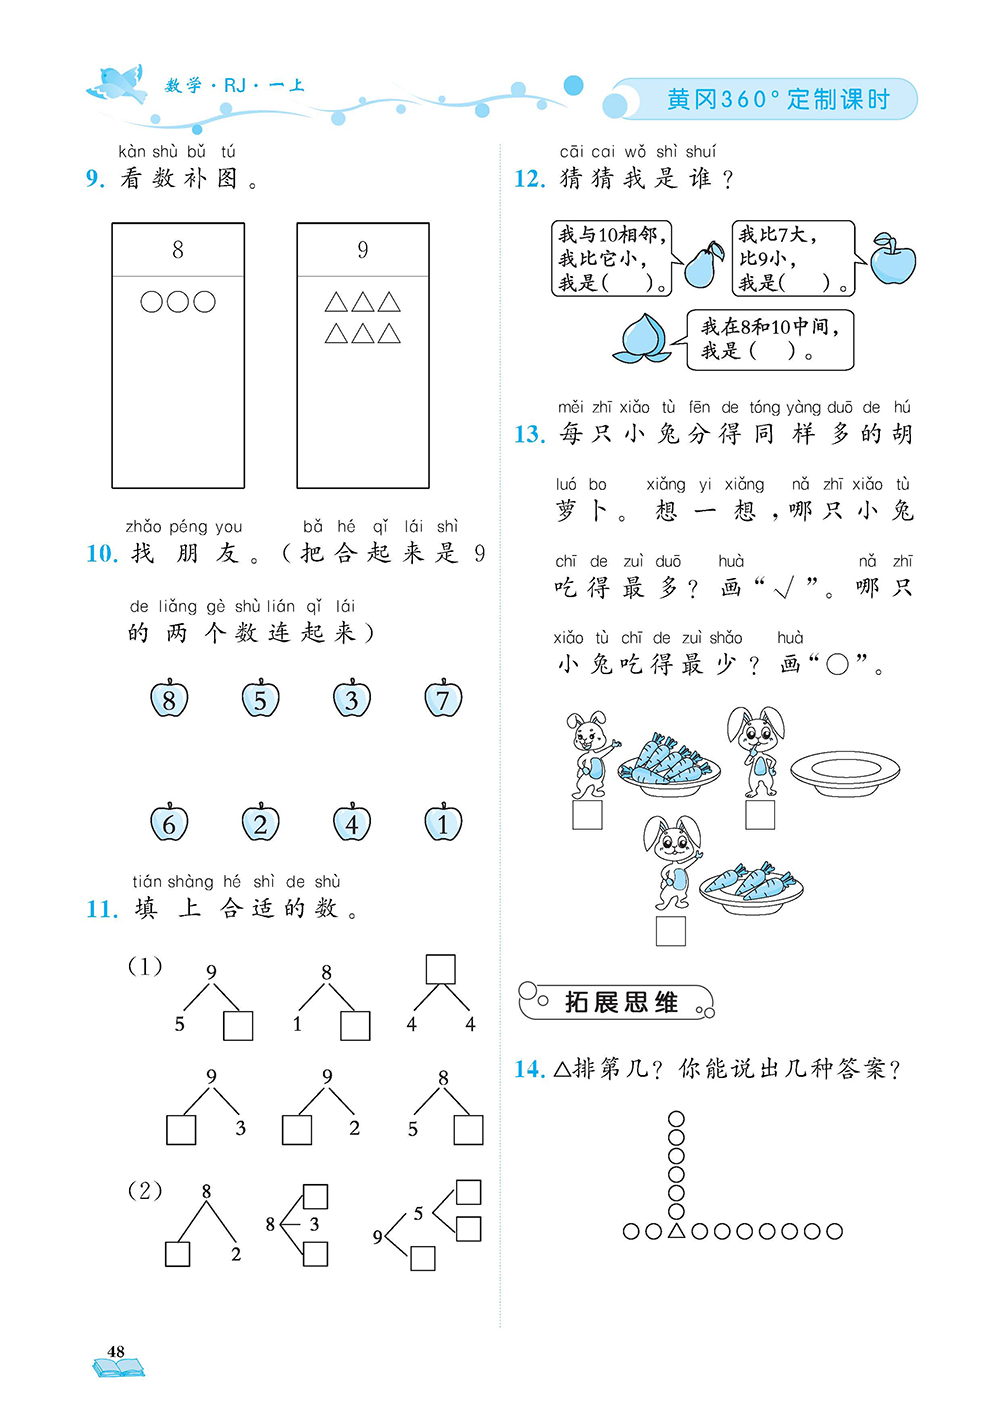 数学·RJ·一上
黄冈360°定制课时
kàn shù bǔ tú
9. 看数补图。
8
9
zhǎo péng you bǎ hé qǐ lái shì
10. 找朋友。（把合起来是9
de liǎng gè shù lián qǐ lái
的两个数连起来）
8 5 3 7
6 2 4 1
tián shàng hé shì de shù
11. 填上合适的数。
（1）
9 8
5 1 4 4
9 9 8
3 2 5
（2）
8
2
8 3
9 5
cāi cai wǒ shì shuí
12. 猜猜我是谁？
我与10相邻，
我比它小，
我是（ ）。
我比7大，
比9小，
我是（ ）。
我在8和10中间，
我是（ ）。
měi zhī xiǎo tù fēn de tóng yàng duō de hú
13. 每只小兔分得同样多的胡
luó bo xiǎng yi xiǎng nǎ zhī xiǎo tù
萝卜。想一想，哪只小兔
chī de zuì duō huà nǎ zhī
吃得最多？画“√”。哪只
xiǎo tù chī de zuì shǎo huà
小兔吃得最少？画“○”。
拓展思维
14. △排第几？你能说出几种答案？
48